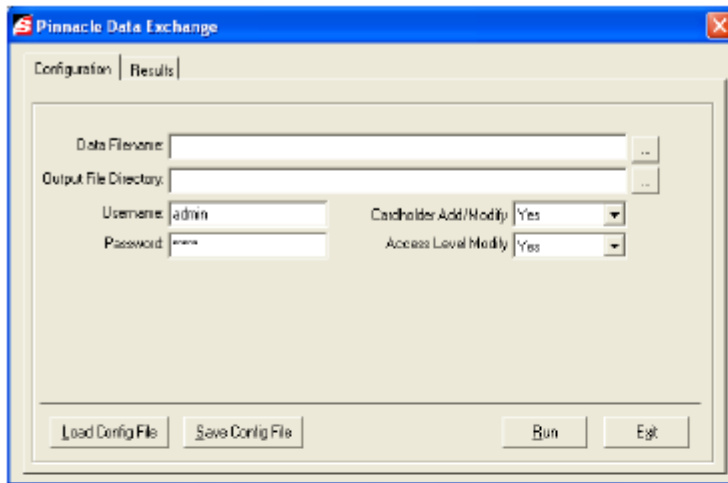 Pinnacle Data Exchange
Configuration Results
Data Filename: ...
Output File Directory: ...
Username: admin Cardholder Add/Modify Yes
Password: **** Access Level Modify Yes
Load Config File Save Config File Run Exit